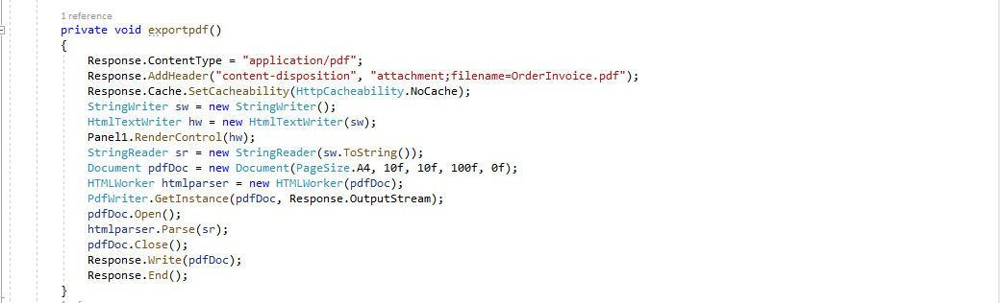 1 reference
private void exportpdf()
{
Response.ContentType = "application/pdf";
Response.AddHeader("content-disposition", "attachment;filename=OrderInvoice.pdf");
Response.Cache.SetCacheability(HttpCacheability.NoCache);
StringWriter sw = new StringWriter();
HtmlTextWriter hw = new HtmlTextWriter(sw);
Panel1.RenderControl(hw);
StringReader sr = new StringReader(sw.ToString());
Document pdfDoc = new Document(PageSize.A4, 10f, 10f, 100f, 0f);
HTMLWorker htmlparser = new HTMLWorker(pdfDoc);
PdfWriter.GetInstance(pdfDoc, Response.OutputStream);
pdfDoc.Open();
htmlparser.Parse(sr);
pdfDoc.Close();
Response.Write(pdfDoc);
Response.End();
}